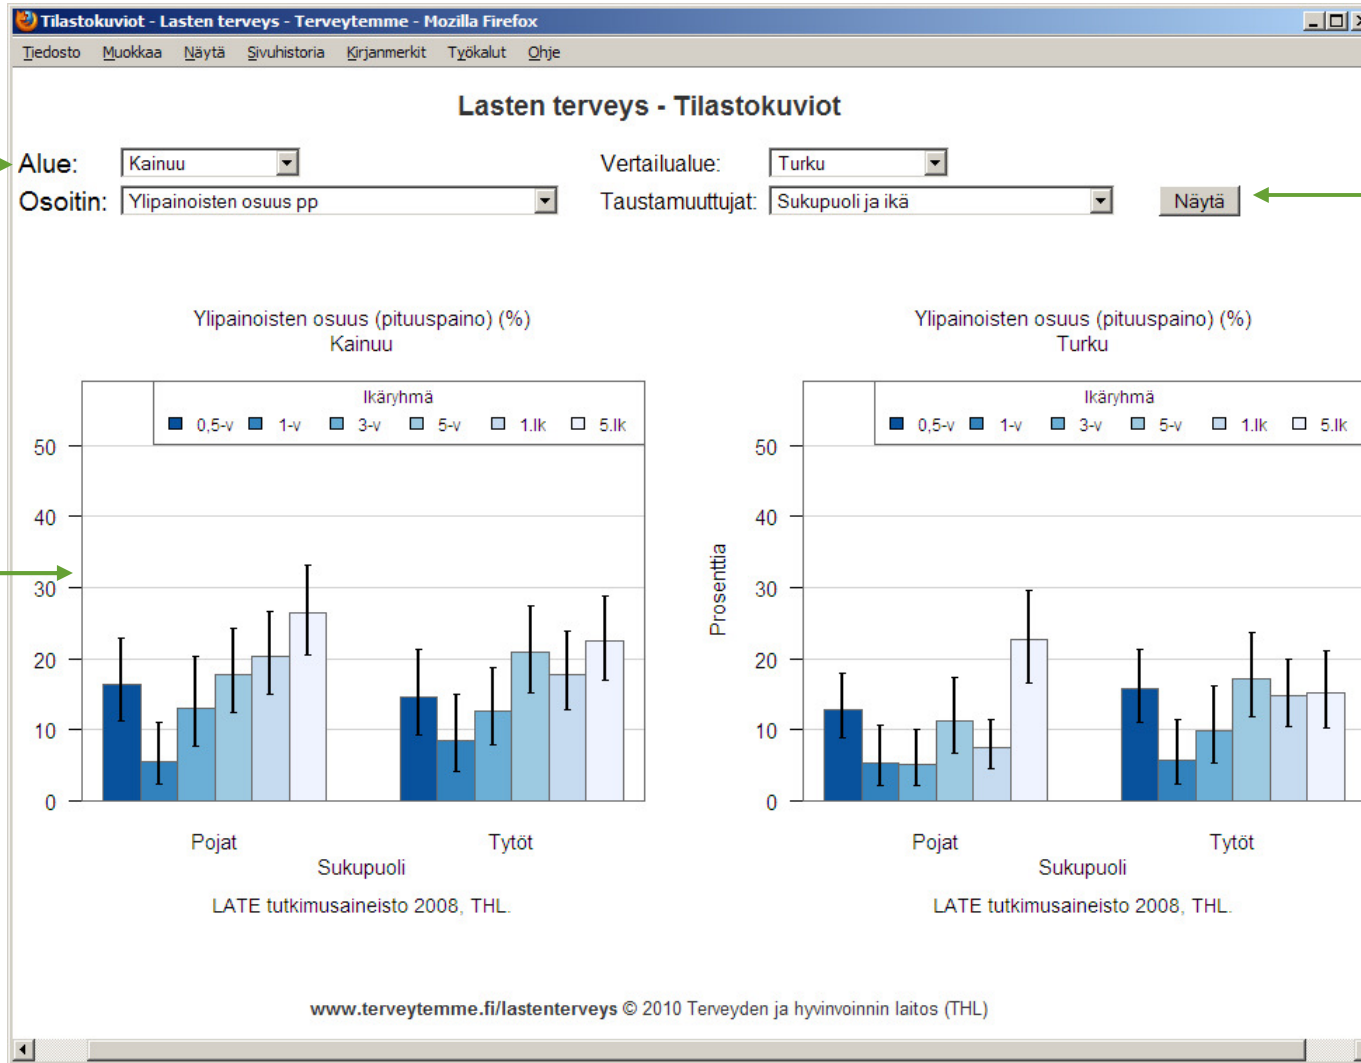 Tilastokuviot - Lasten terveys - Terveytemme - Mozilla Firefox
Tiedosto Muokkaa Näytä Sivuhistoria Kirjanmerkit Työkalut Ohje
Lasten terveys - Tilastokuviot
Alue: Kainuu Vertailualue: Turku
Osoitin: Ylipainoisten osuus pp Taustamuuttujat: Sukupuoli ja ikä Näytä
Ylipainoisten osuus (pituuspaino) (%)
Kainuu
Ikäryhmä
0,5-v 1-v 3-v 5-v 1.lk 5.lk
50
40
30
20
10
0
Pojat Tytöt
Sukupuoli
LATE tutkimusaineisto 2008, THL.
Ylipainoisten osuus (pituuspaino) (%)
Turku
Ikäryhmä
0,5-v 1-v 3-v 5-v 1.lk 5.lk
Prosenttia
50
40
30
20
10
0
Pojat Tytöt
Sukupuoli
LATE tutkimusaineisto 2008, THL.
www.terveytemme.fi/lastenterveys © 2010 Terveyden ja hyvinvoinnin laitos (THL)